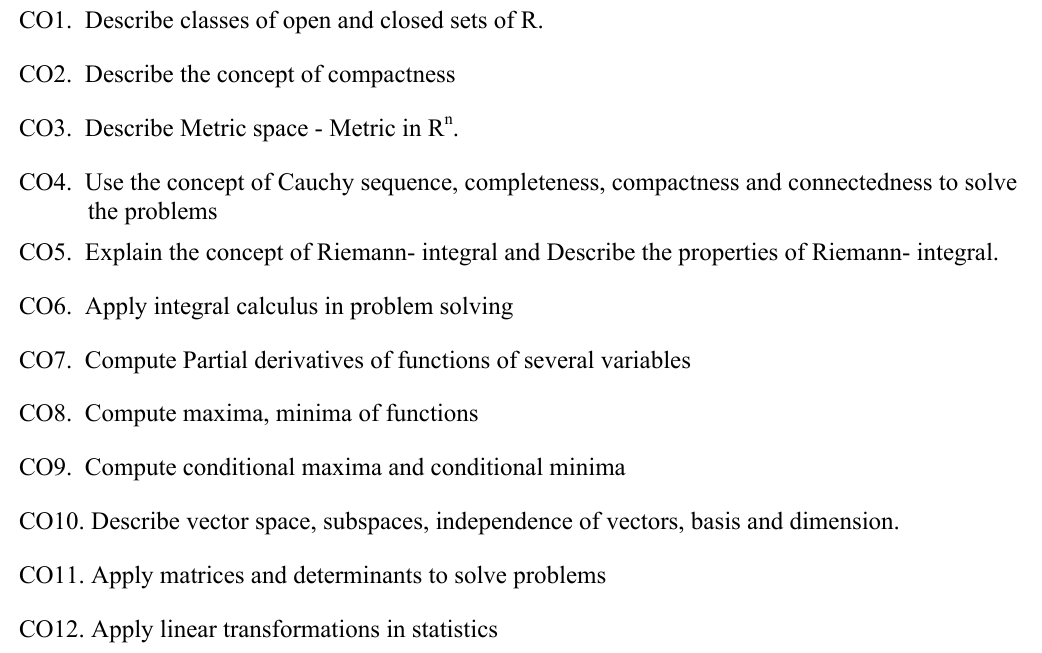 CO1. Describe classes of open and closed sets of R.
CO2. Describe the concept of compactness
CO3. Describe Metric space - Metric in Rⁿ.
CO4. Use the concept of Cauchy sequence, completeness, compactness and connectedness to solve
the problems
CO5. Explain the concept of Riemann- integral and Describe the properties of Riemann- integral.
CO6. Apply integral calculus in problem solving
CO7. Compute Partial derivatives of functions of several variables
CO8. Compute maxima, minima of functions
CO9. Compute conditional maxima and conditional minima
CO10. Describe vector space, subspaces, independence of vectors, basis and dimension.
CO11. Apply matrices and determinants to solve problems
CO12. Apply linear transformations in statistics